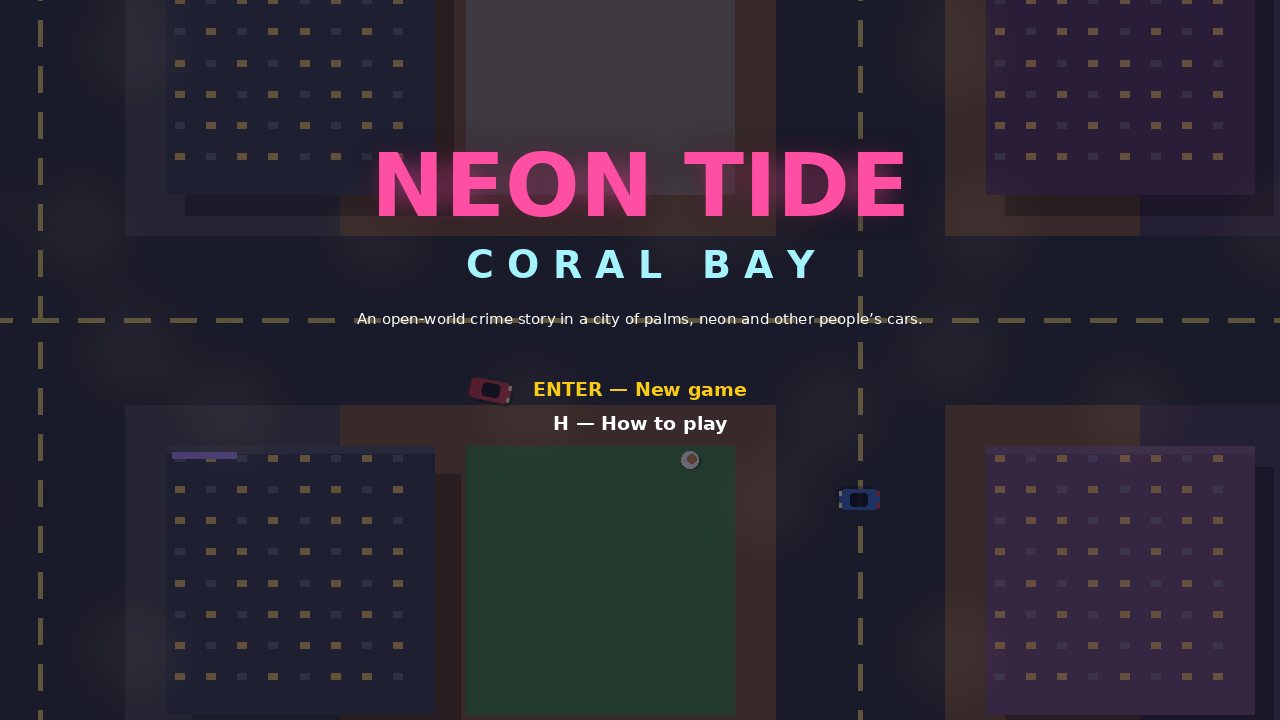 NEON TIDE
CORAL BAY
An open-world crime story in a city of palms, neon and other people’s cars.
ENTER — New game
H — How to play